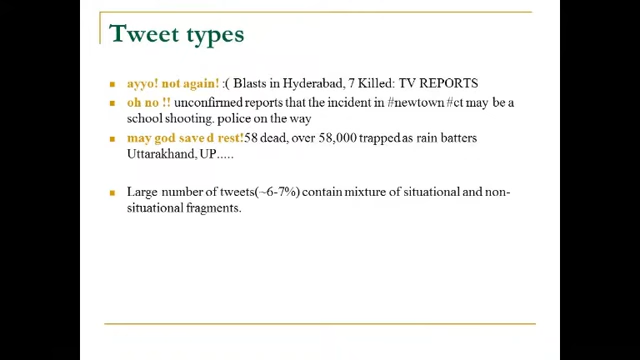 Tweet types
ayyo! not again! :( Blasts in Hyderabad, 7 Killed: TV REPORTS
oh no !! unconfirmed reports that the incident in #newtown #ct may be a
school shooting. police on the way
may god saved rest!58 dead, over 58,000 trapped as rain batters
Uttarakhand, UP.....
Large number of tweets(~6-7%) contain mixture of situational and non-
situational fragments.